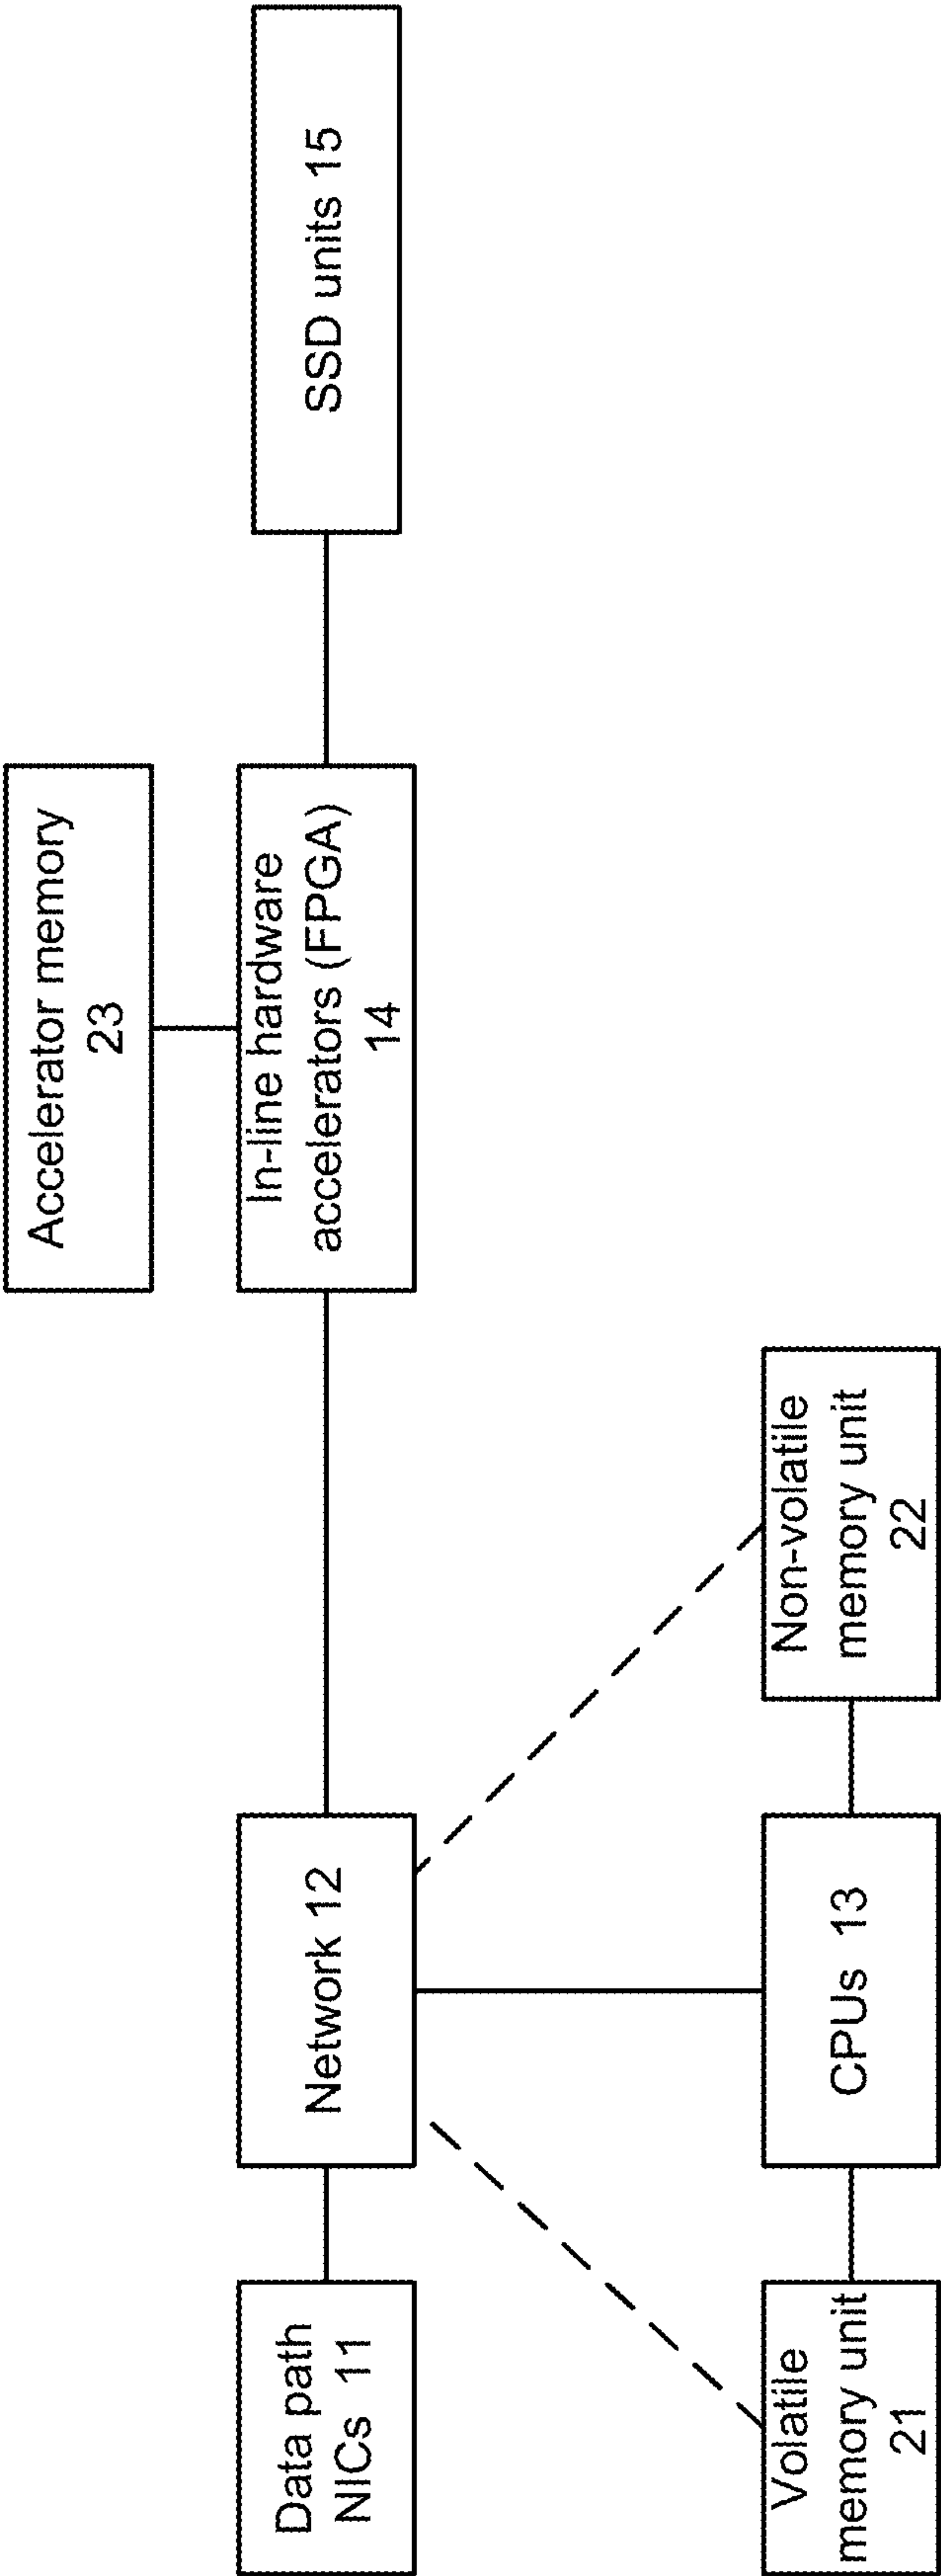 Accelerator memory
23
Data path
NICs 11
Network 12
In-line hardware
accelerators (FPGA)
14
SSD units 15
Volatile
memory unit
21
CPUs 13
Non-volatile
memory unit
22